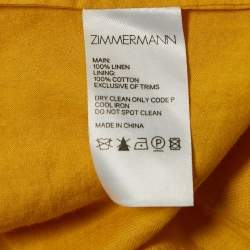 ZIMMERMANN
MAIN:
100% LINEN
LINING:
100% COTTON
EXCLUSIVE OF TRIMS
DRY CLEAN ONLY CODE P
COOL IRON
DO NOT SPOT CLEAN
MADE IN CHINA